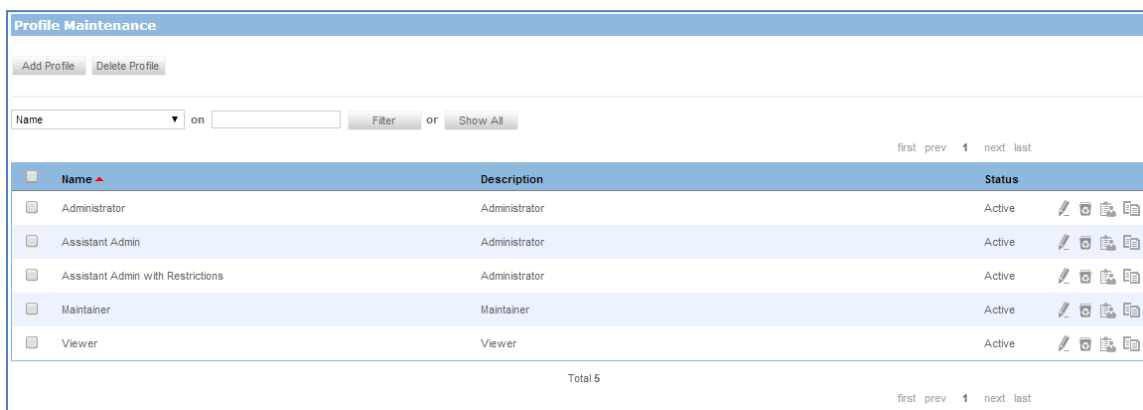 Profile Maintenance
Add Profile Delete Profile
Name on Filter or Show All
first prev 1 next last
Name Description Status
Administrator Administrator Active
Assistant Admin Administrator Active
Assistant Admin with Restrictions Administrator Active
Maintainer Maintainer Active
Viewer Viewer Active
Total 5
first prev 1 next last